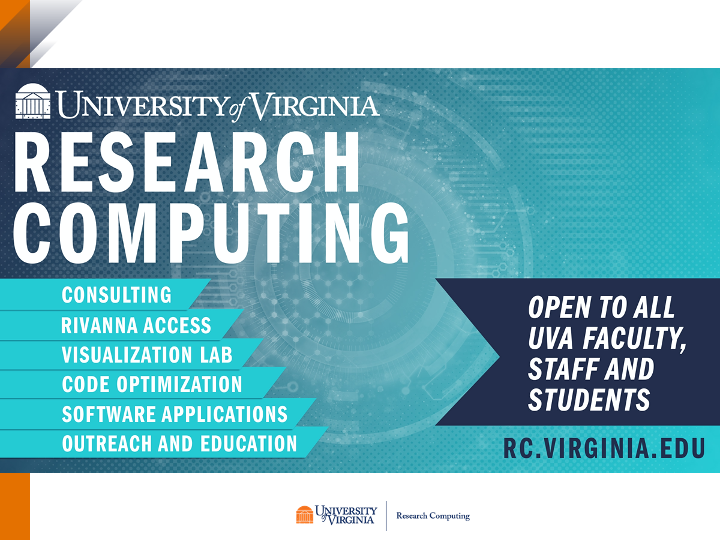 UNIVERSITY of VIRGINIA
RESEARCH
COMPUTING
CONSULTING
RIVANNA ACCESS
VISUALIZATION LAB
CODE OPTIMIZATION
SOFTWARE APPLICATIONS
OUTREACH AND EDUCATION
OPEN TO ALL
UVA FACULTY,
STAFF AND
STUDENTS
RC.VIRGINIA.EDU
UNIVERSITY
of VIRGINIA
Research Computing